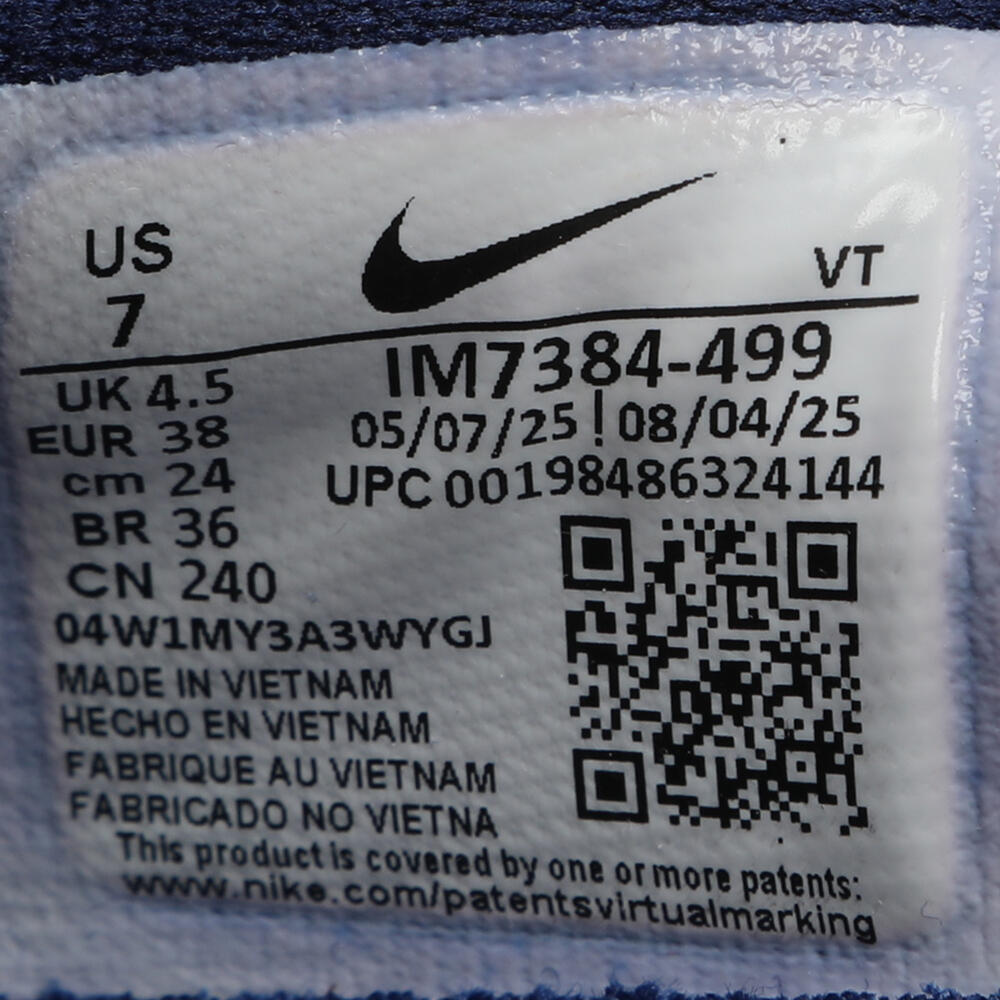 US
7
VT
UK 4.5
EUR 38
cm 24
BR 36
CN 240
IM7384-499
05/07/25 | 08/04/25
UPC 00198486324144
04W1MY3A3WYGJ
MADE IN VIETNAM
HECHO EN VIETNAM
FABRIQUE AU VIETNAM
FABRICADO NO VIETNA
This product is covered by one or more patents:
www.nike.com/patentsvirtualmarking